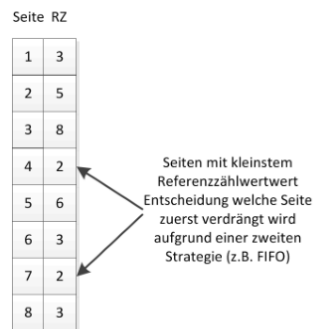 Seite RZ
1 3
2 5
3 8
4 2
5 6
6 3
7 2
8 3
Seiten mit kleinstem
Referenzzählwertwert
Entscheidung welche Seite
zuerst verdrängt wird
aufgrund einer zweiten
Strategie (z.B. FIFO)